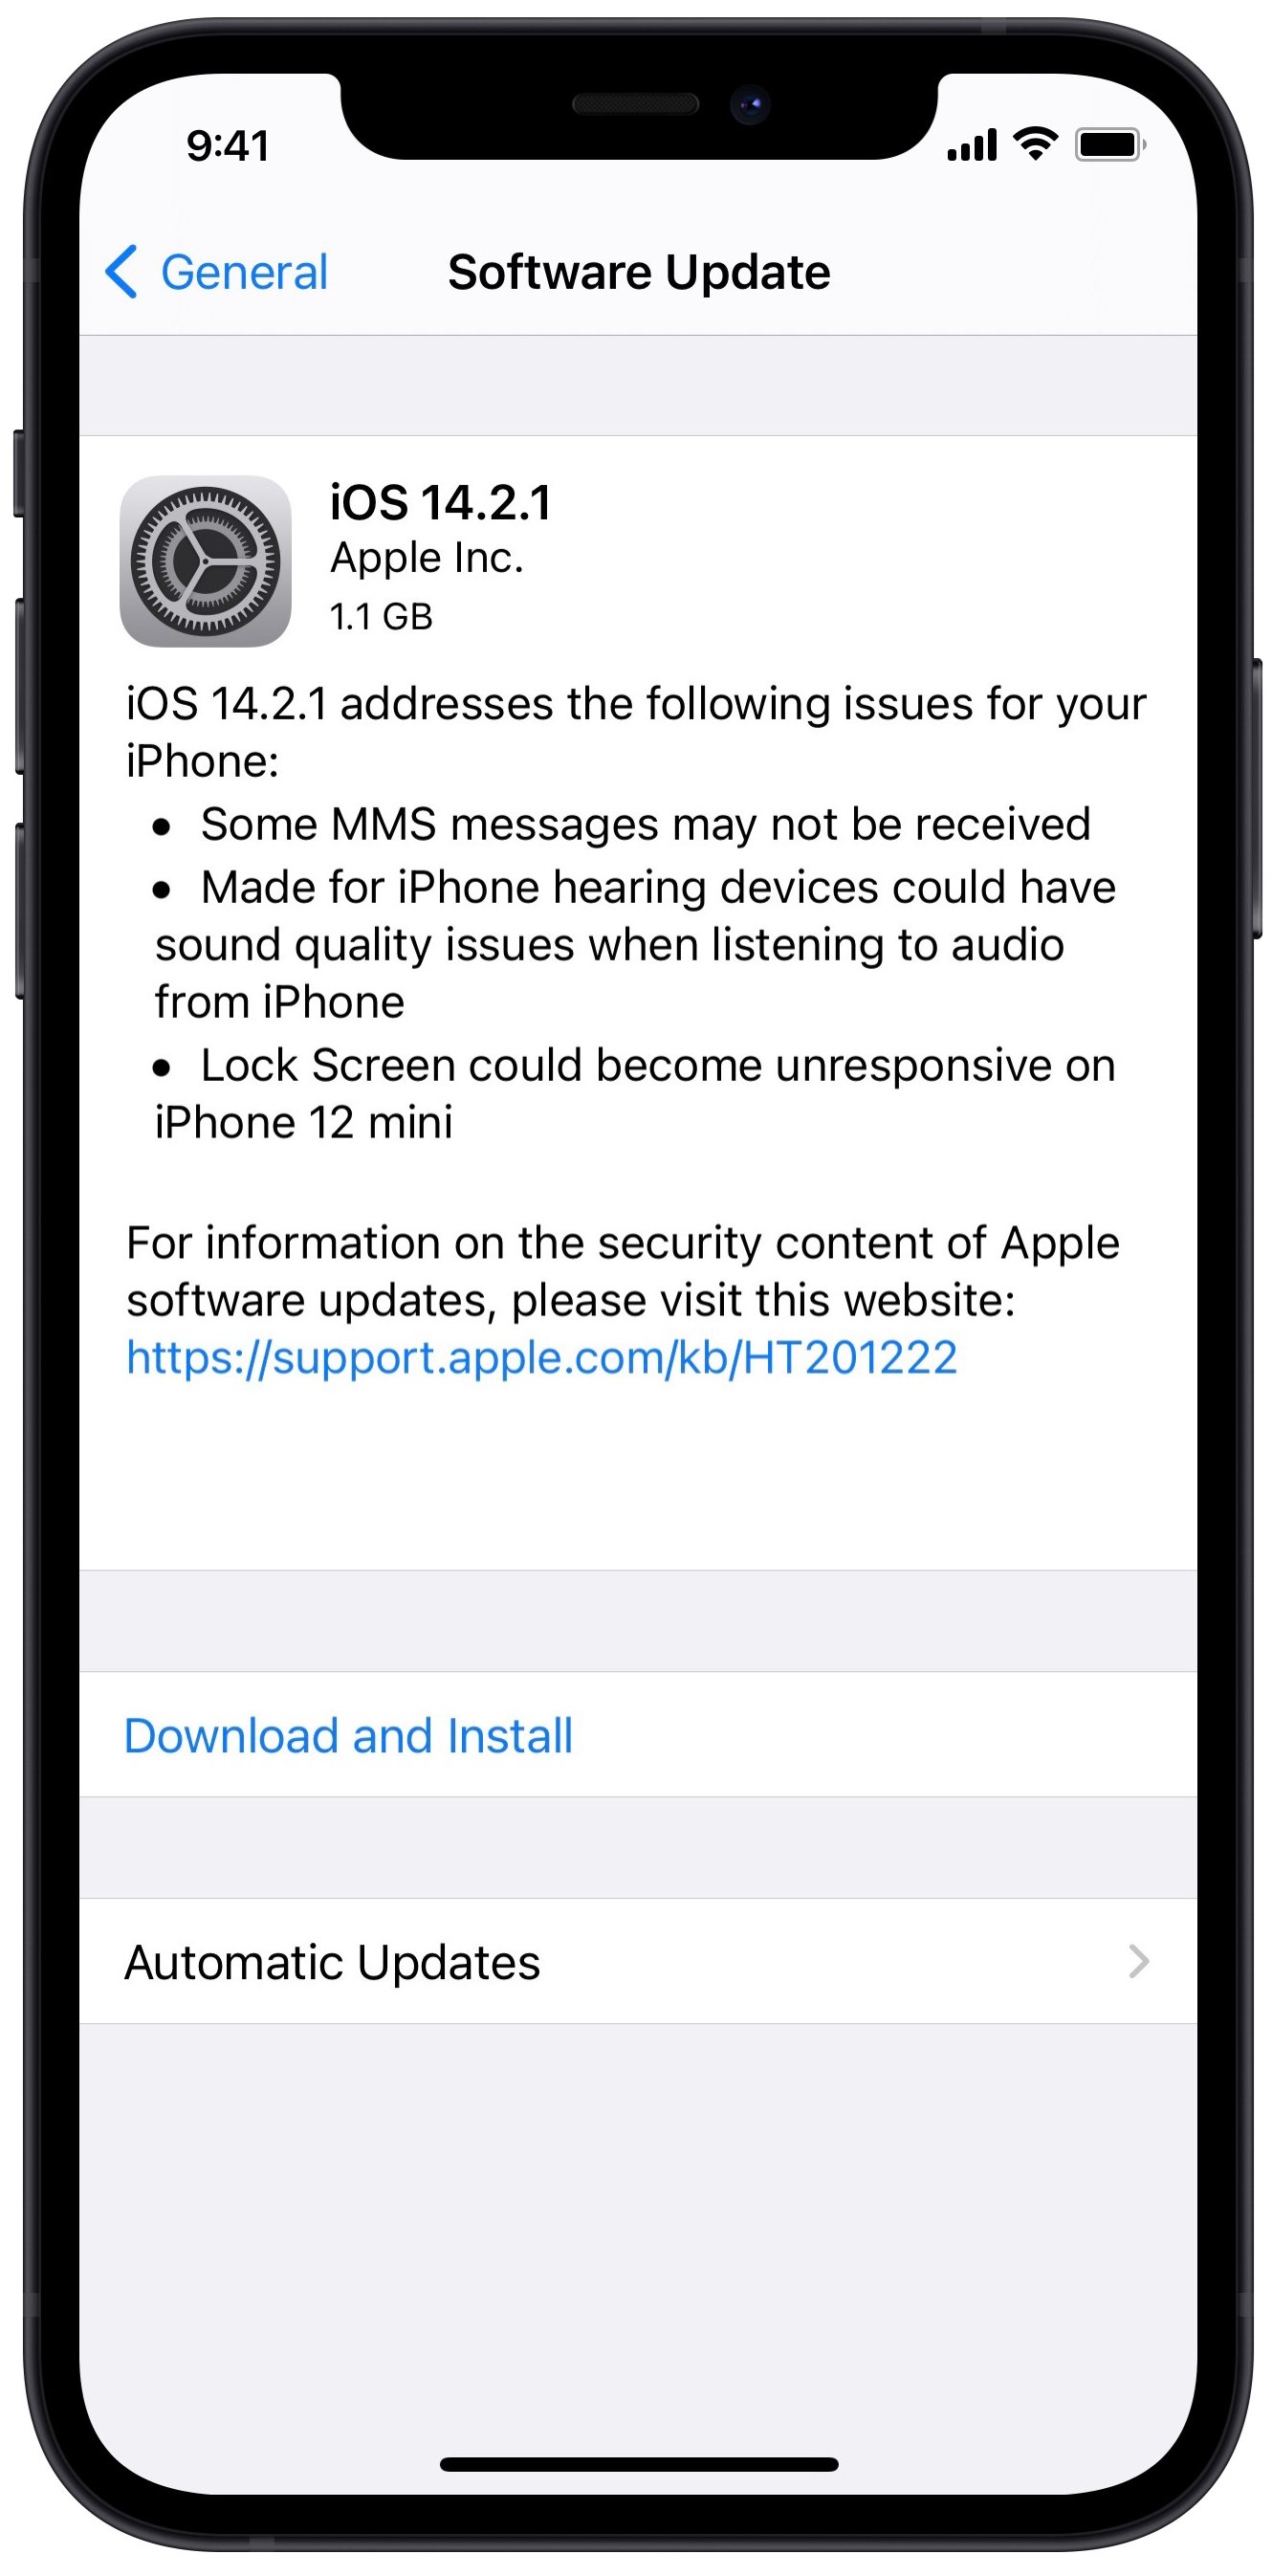 9:41
General
Software Update
iOS 14.2.1
Apple Inc.
1.1 GB
iOS 14.2.1 addresses the following issues for your
iPhone:
• Some MMS messages may not be received
• Made for iPhone hearing devices could have
sound quality issues when listening to audio
from iPhone
• Lock Screen could become unresponsive on
iPhone 12 mini
For information on the security content of Apple
software updates, please visit this website:
https://support.apple.com/kb/HT201222
Download and Install
Automatic Updates